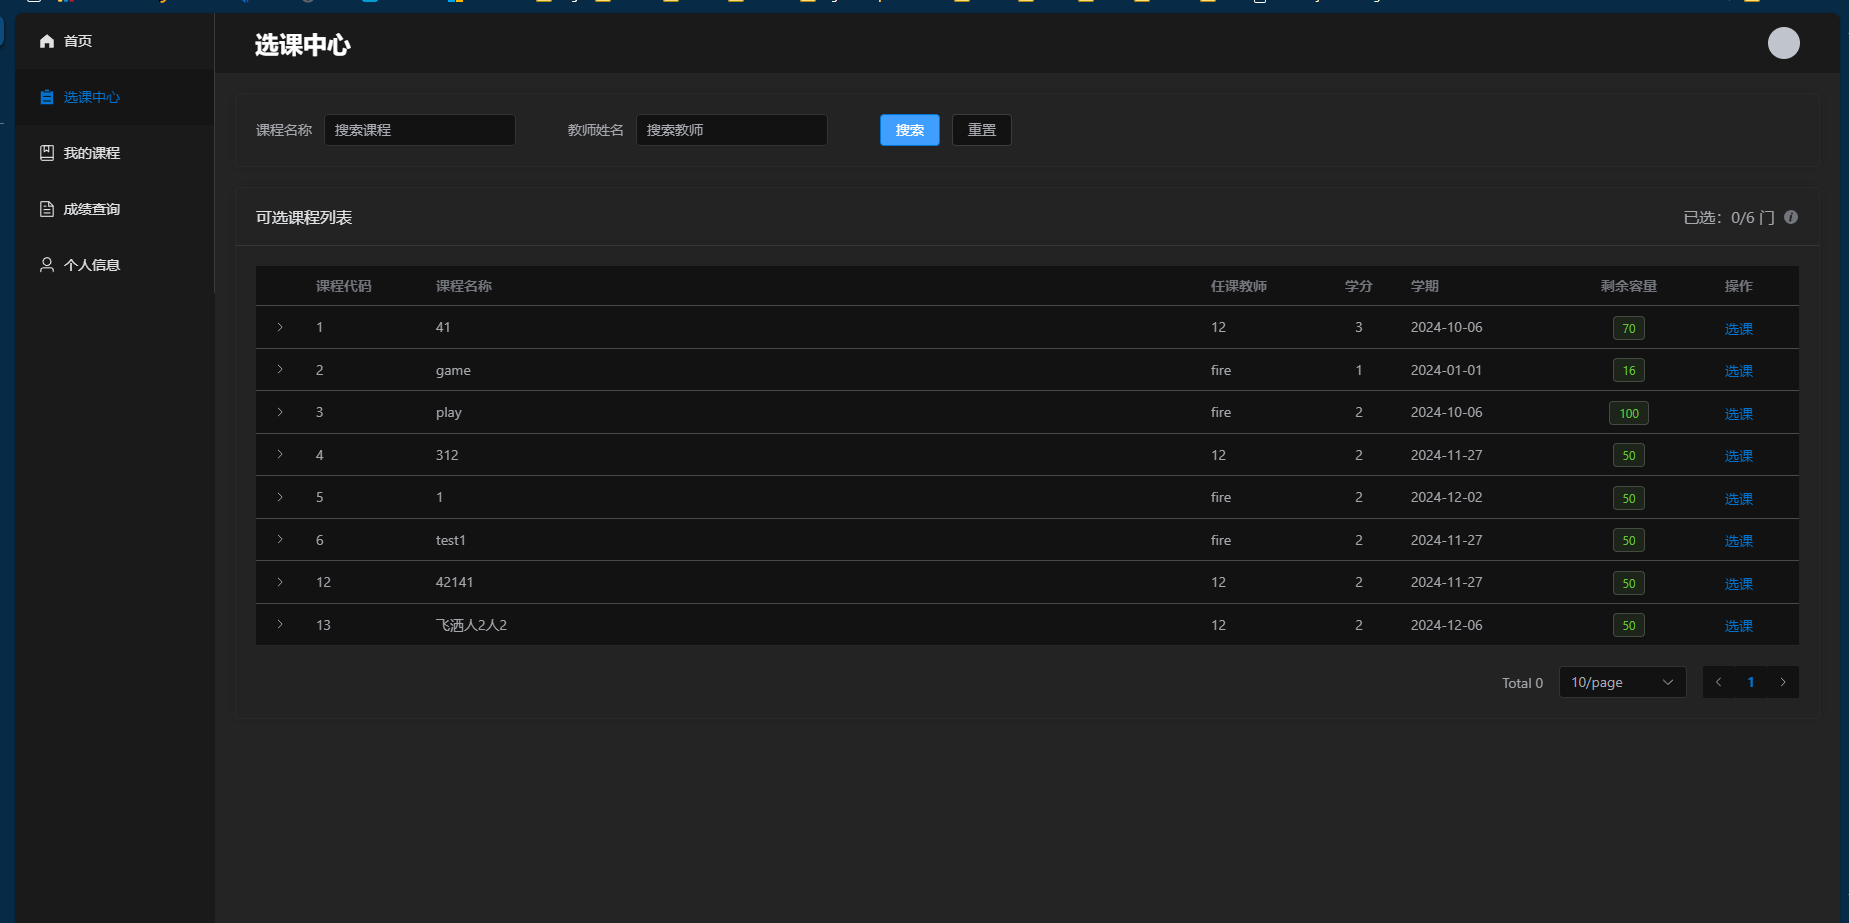 首页
选课中心
我的课程
成绩查询
个人信息
选课中心
课程名称 搜索课程 教师姓名 搜索教师 搜索 重置
可选课程列表 已选：0/6 门
课程代码 课程名称 任课教师 学分 学期 剩余容量 操作
1 41 12 3 2024-10-06 70 选课
2 game fire 1 2024-01-01 16 选课
3 play fire 2 2024-10-06 100 选课
4 312 12 2 2024-11-27 50 选课
5 1 fire 2 2024-12-02 50 选课
6 test1 fire 2 2024-11-27 50 选课
12 42141 12 2 2024-11-27 50 选课
13 飞洒人2人2 12 2 2024-12-06 50 选课
Total 0 10/page 1